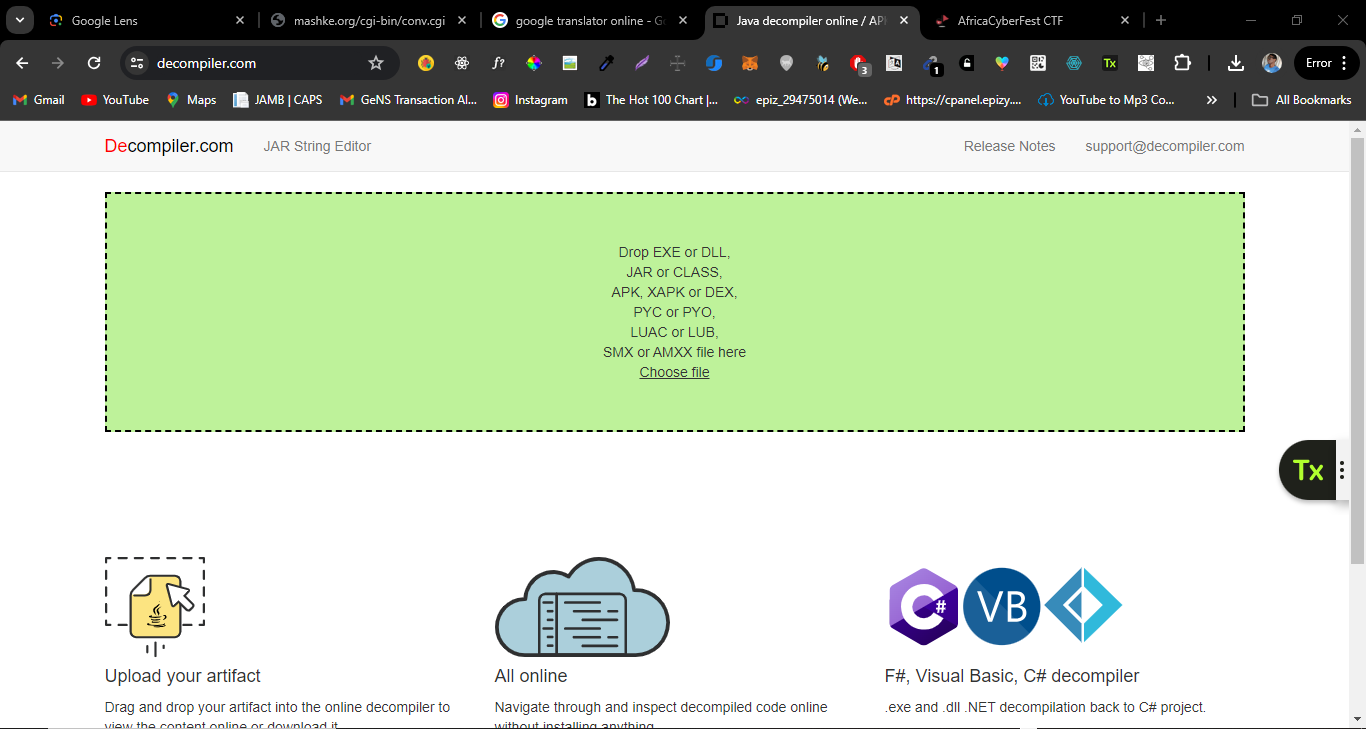 Google Lens
mashke.org/cgi-bin/conv.cgi
google translator online - Go
Java decompiler online / AP
AfricaCyberFest CTF
decompiler.com
f?
3
1
Tx
Error
Gmail
YouTube
Maps
JAMB | CAPS
GeNS Transaction Al...
Instagram
b
The Hot 100 Chart |...
epiz_29475014 (We...
cP
https://cpanel.epizy....
YouTube to Mp3 Co...
»
All Bookmarks
Decompiler.com
JAR String Editor
Release Notes
support@decompiler.com
Drop EXE or DLL,
JAR or CLASS,
APK, XAPK or DEX,
PYC or PYO,
LUAC or LUB,
SMX or AMXX file here
Choose file
Tx
C#
VB
Upload your artifact
Drag and drop your artifact into the online decompiler to
view the content online or download it
All online
Navigate through and inspect decompiled code online
without installing anything
F#, Visual Basic, C# decompiler
.exe and .dll .NET decompilation back to C# project.